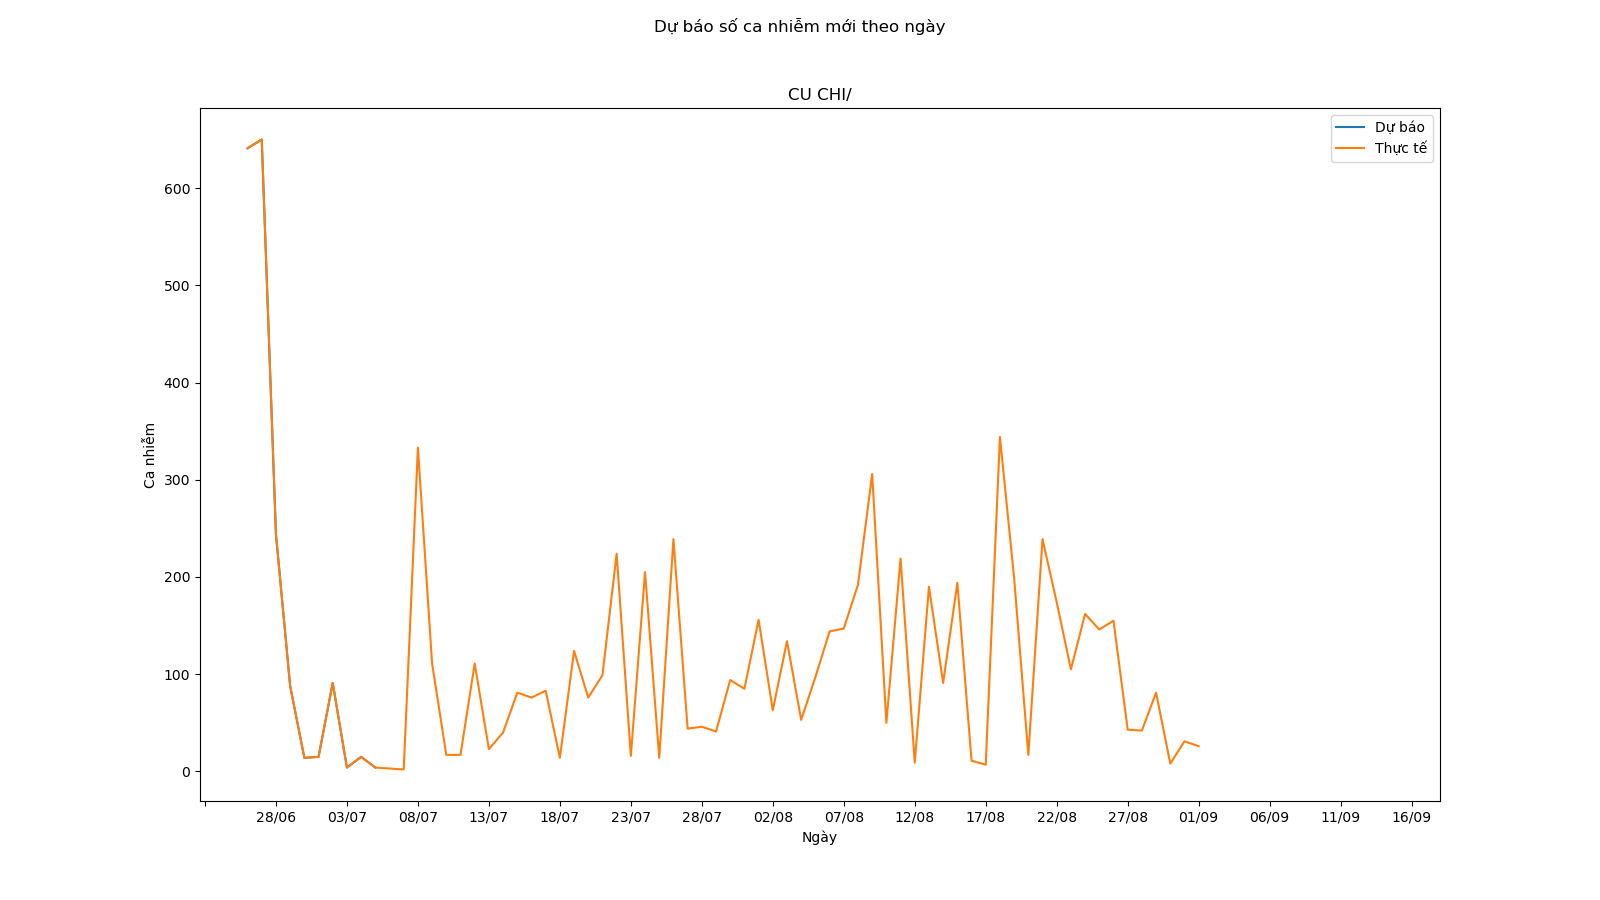 Dự báo số ca nhiễm mới theo ngày
CU CHI/
Dự báo
Thực tế
600
500
400
300
200
100
0
Ca nhiễm
28/06 03/07 08/07 13/07 18/07 23/07 28/07 02/08 07/08 12/08 17/08 22/08 27/08 01/09 06/09 11/09 16/09
Ngày